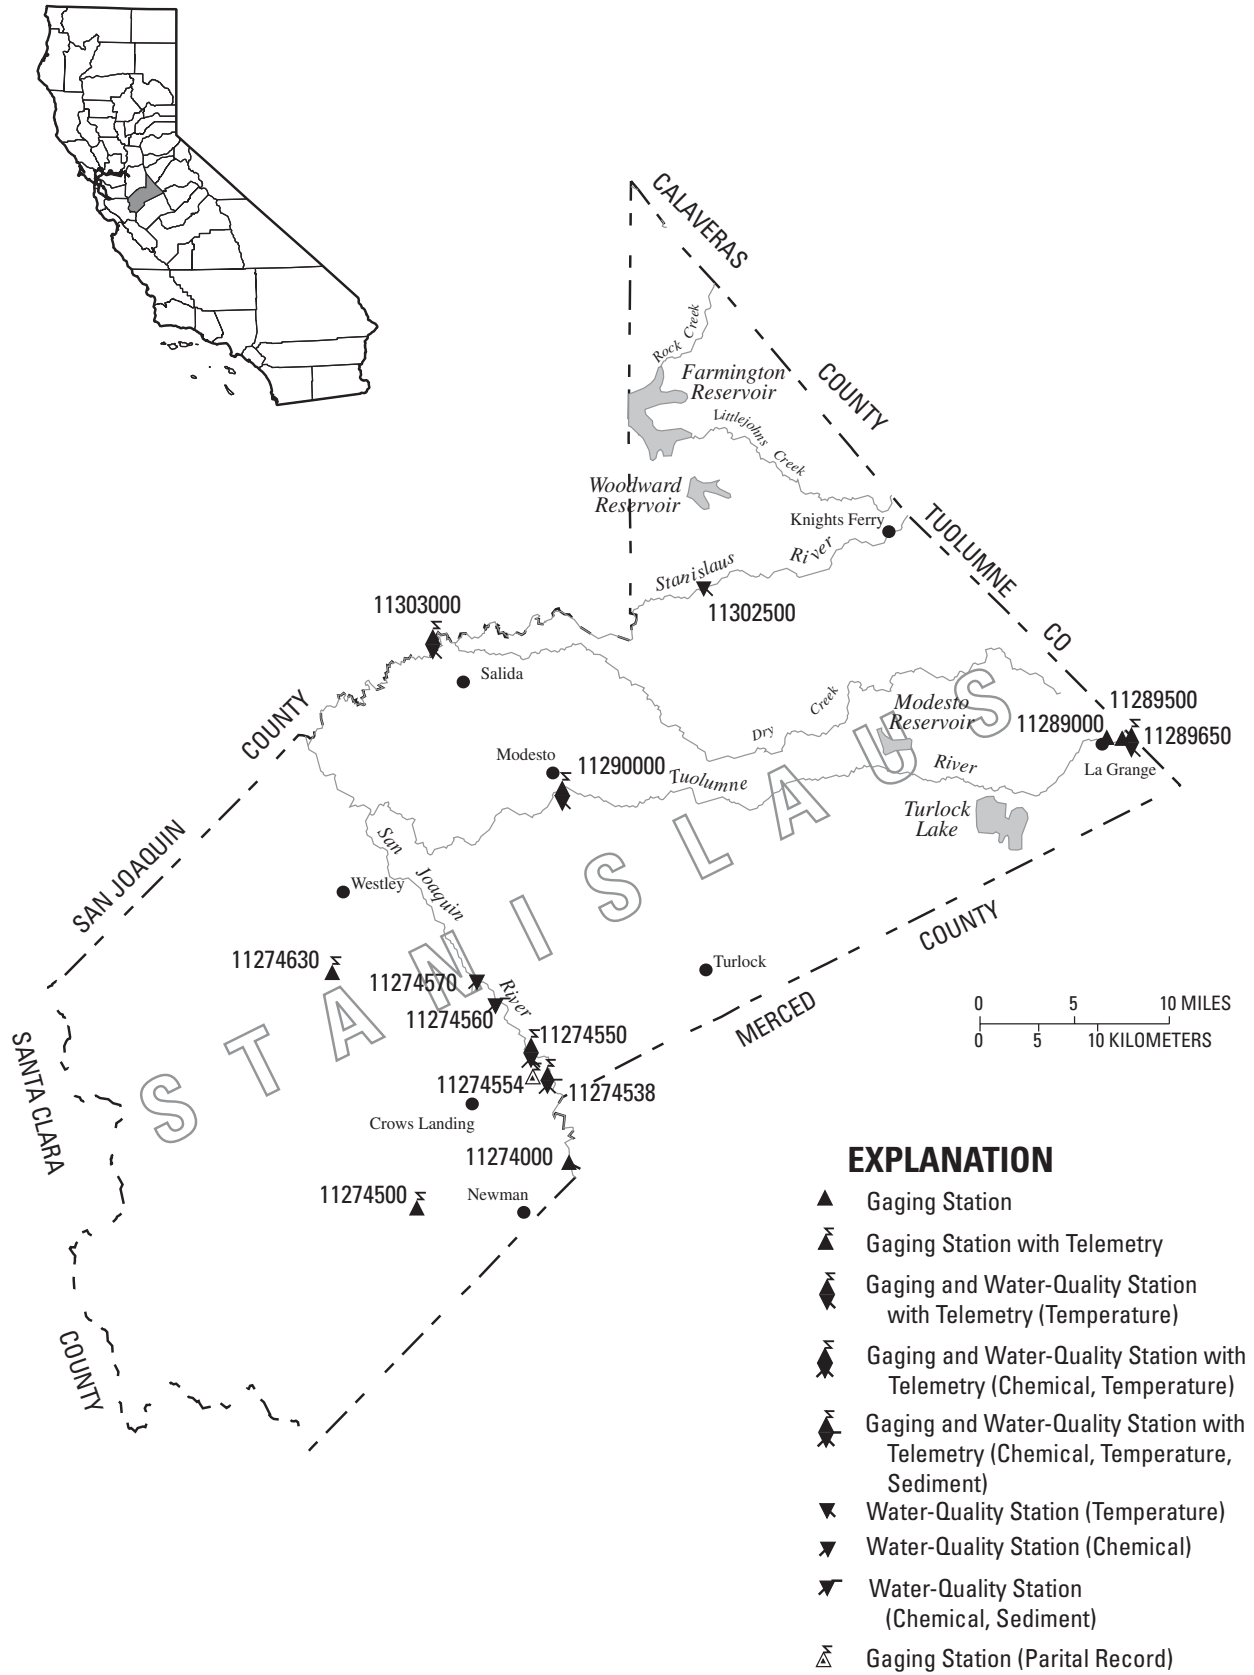 CALAVERAS
COUNTY
Rock Creek
Farmington
Reservoir
Littlejohns
Creek
Woodward
Reservoir
Knights Ferry
TUOLUMNE
CO
Stanislaus River
11302500
11303000
Salida
COUNTY
SAN JOAQUIN
Modesto
11290000
Tuolumne River
Dry Creek
Modesto
Reservoir
11289500
11289000
11289650
La Grange
Turlock
Lake
STANISLAUS
San
Joaquin
River
Westley
11274630
11274570
11274560
11274550
11274554
11274538
Crows Landing
11274000
11274500
Newman
Turlock
MERCED
COUNTY
SANTA CLARA
COUNTY
0 5 10 MILES
0 5 10 KILOMETERS
EXPLANATION
Gaging Station
Gaging Station with Telemetry
Gaging and Water-Quality Station
with Telemetry (Temperature)
Gaging and Water-Quality Station with
Telemetry (Chemical, Temperature)
Gaging and Water-Quality Station with
Telemetry (Chemical, Temperature,
Sediment)
Water-Quality Station (Temperature)
Water-Quality Station (Chemical)
Water-Quality Station
(Chemical, Sediment)
Gaging Station (Parital Record)